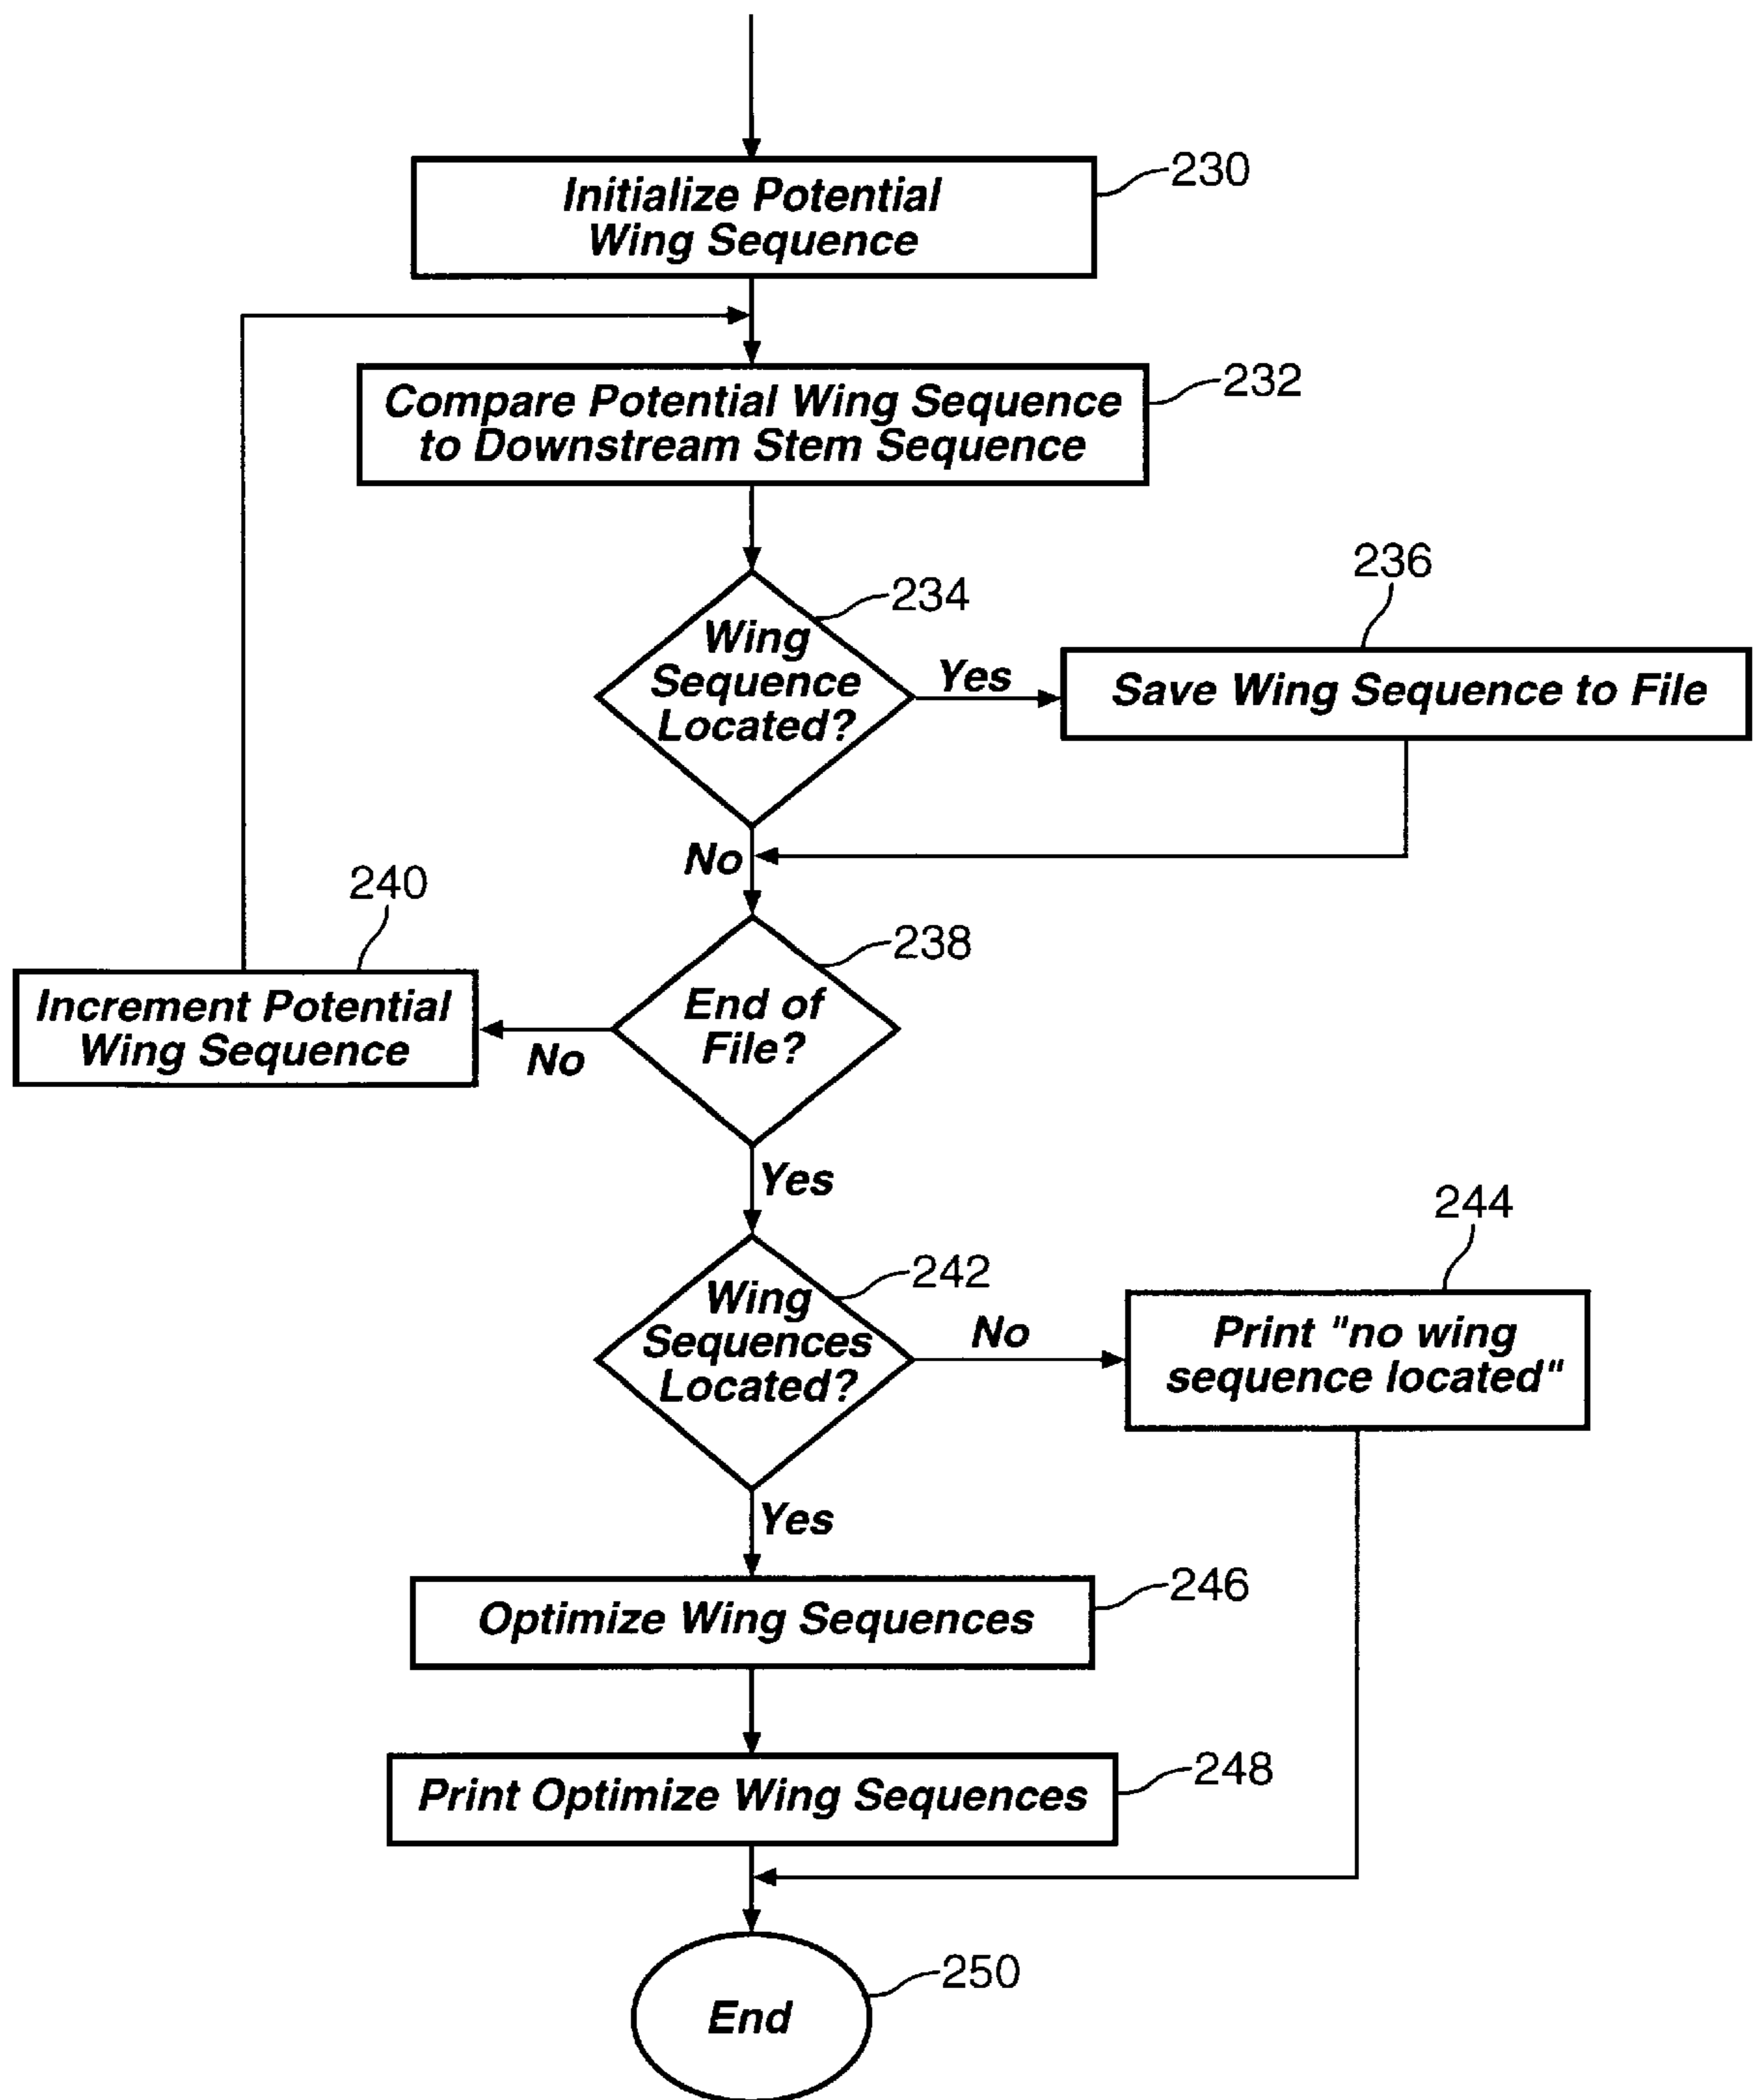 230
Initialize Potential
Wing Sequence
232
Compare Potential Wing Sequence
to Downstream Stem Sequence
234
236
Wing
Sequence
Located?
Yes
Save Wing Sequence to File
No
240
238
Increment Potential
Wing Sequence
No
End of
File?
Yes
242
244
Wing
Sequences
Located?
No
Print "no wing
sequence located"
Yes
246
Optimize Wing Sequences
248
Print Optimize Wing Sequences
250
End